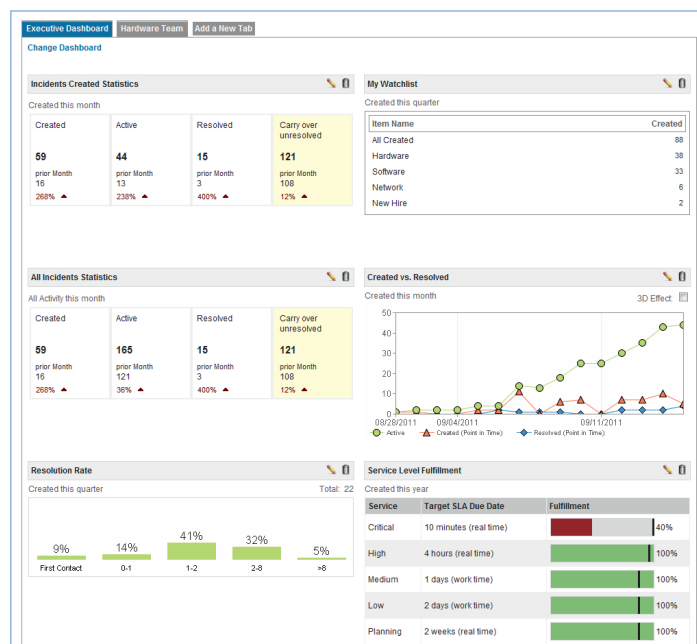 Executive Dashboard Hardware Team Add a New Tab
Change Dashboard
Incidents Created Statistics
Created this month
Created Active Resolved Carry over unresolved
59 44 15 121
prior Month prior Month prior Month prior Month
16 13 3 108
268% 238% 400% 12%
My Watchlist
Created this quarter
Item Name Created
All Created 88
Hardware 38
Software 33
Network 6
New Hire 2
All Incidents Statistics
All Activity this month
Created Active Resolved Carry over unresolved
59 165 15 121
prior Month prior Month prior Month prior Month
16 121 3 108
268% 36% 400% 12%
Created vs. Resolved
Created this month 3D Effect:
50
40
30
20
10
0
08/28/2011 09/04/2011 09/11/2011
Active Created (Point in Time) Resolved (Point in Time)
Resolution Rate
Created this quarter Total: 22
9% 14% 41% 32% 5%
First Contact 0-1 1-2 2-8 >8
Service Level Fulfillment
Created this year
Service Target SLA Due Date Fulfillment
Critical 10 minutes (real time) 40%
High 4 hours (real time) 100%
Medium 1 days (work time) 100%
Low 2 days (work time) 100%
Planning 2 weeks (real time) 100%